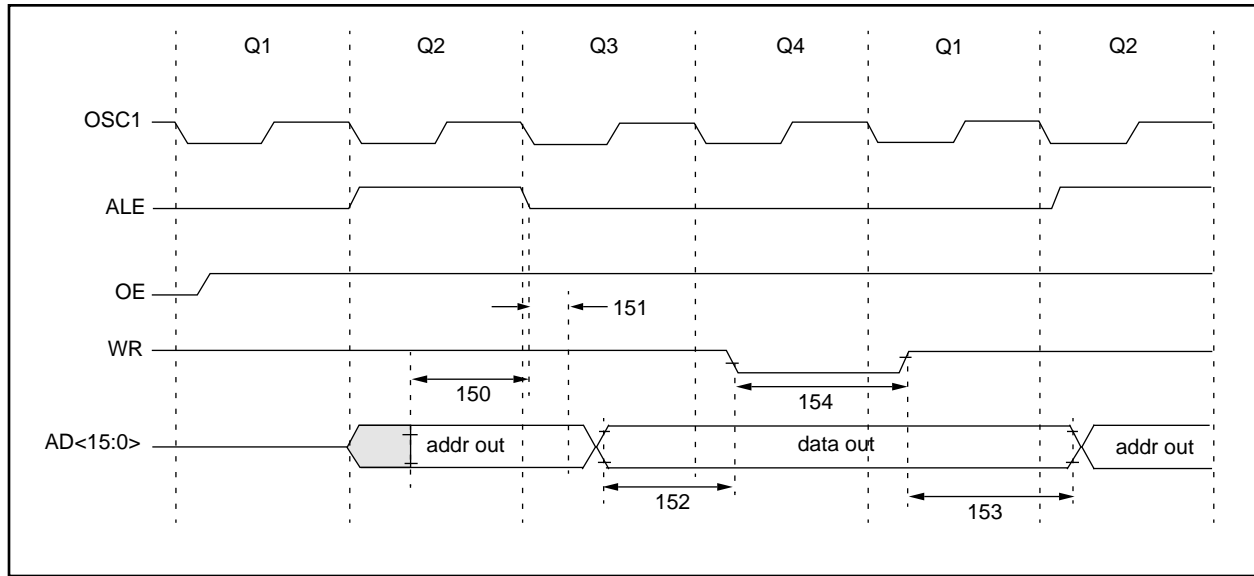 Q1 Q2 Q3 Q4 Q1 Q2
OSC1
ALE
OE
151
WR
150
154
AD<15:0>
addr out
data out
addr out
152
153